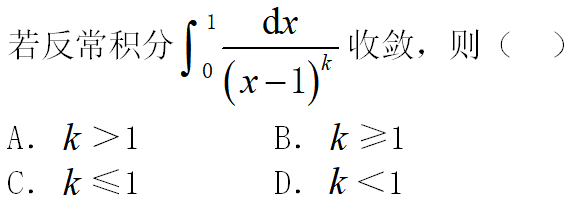 若反常积分∫₀¹ dx/(x−1)ᵏ 收敛，则（ ）
A. k＞1 B. k≥1
C. k≤1 D. k＜1